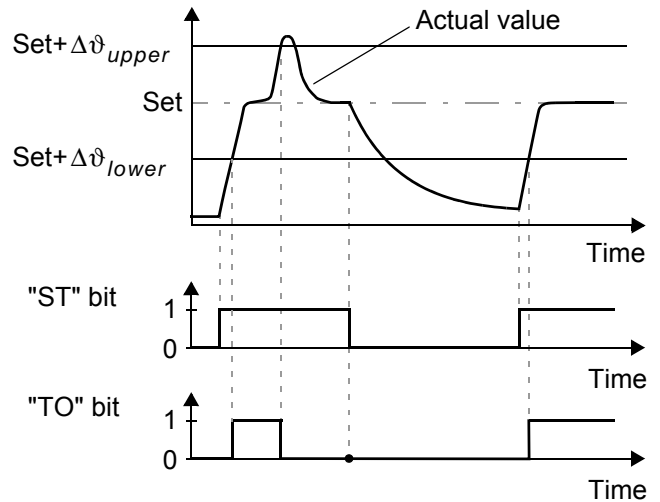 Actual value
Set+Δϑupper
Set
Set+Δϑlower
Time
"ST" bit
1
0
Time
"TO" bit
1
0
Time